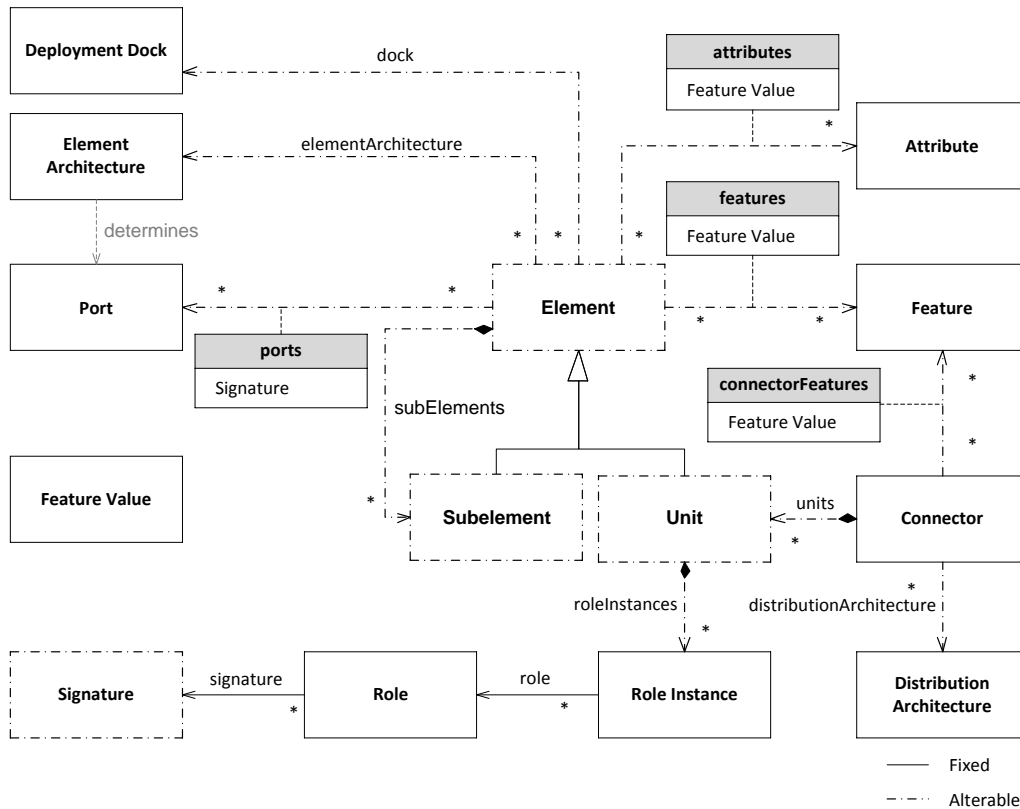 Deployment Dock
dock
attributes
Feature Value
*
Element
Architecture
elementArchitecture
Attribute
determines
features
Feature Value
*
*
*
Port
*
*
Element
*
*
Feature
ports
Signature
connectorFeatures
Feature Value
*
subElements
*
Feature Value
*
Subelement
Unit
units
*
Connector
roleInstances
*
distributionArchitecture
*
Signature
signature
*
Role
role
*
Role Instance
Distribution
Architecture
Fixed
Alterable